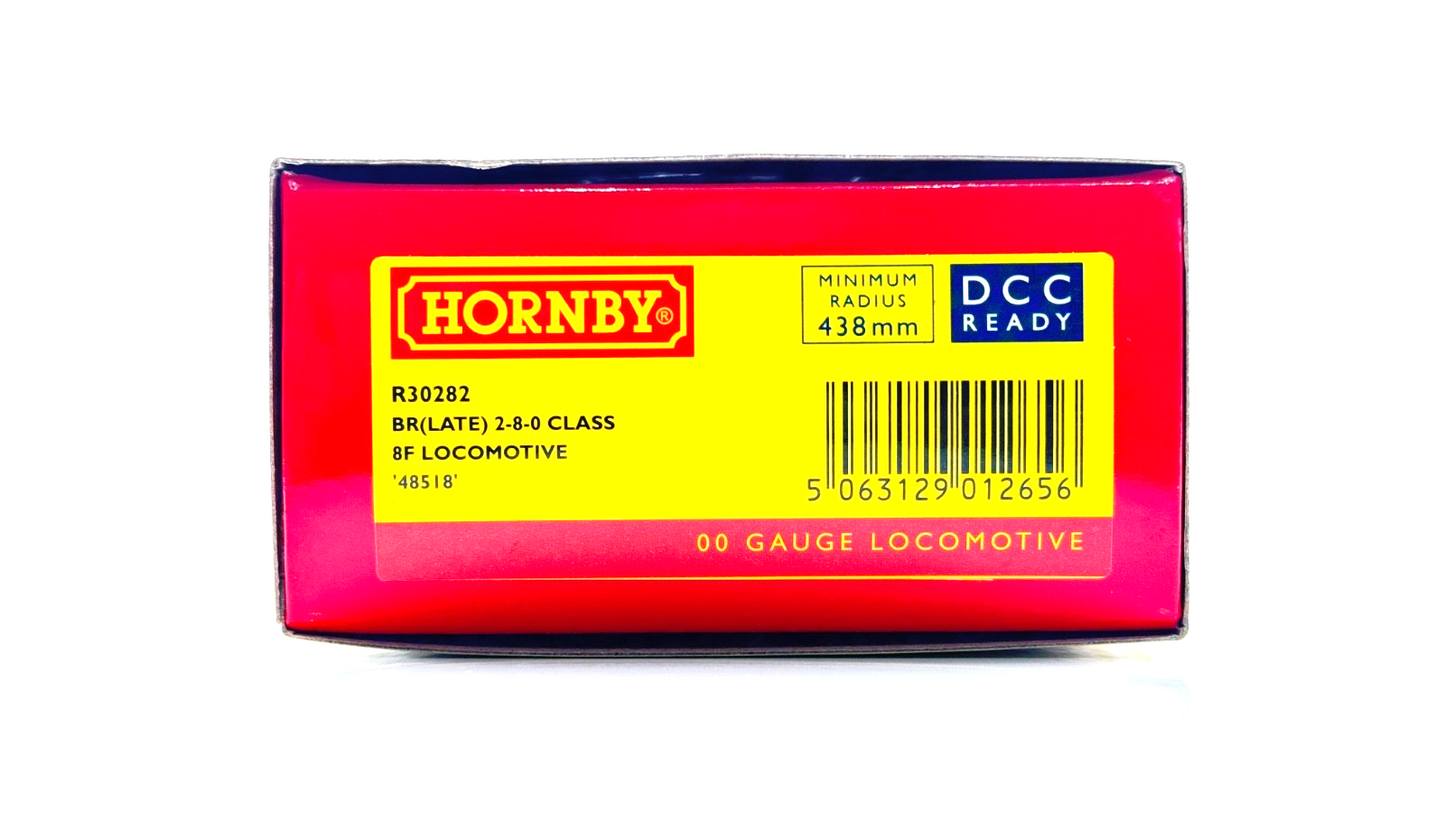 HORNBY®
MINIMUM
RADIUS
438mm
DCC
READY
R30282
BR(LATE) 2-8-0 CLASS
8F LOCOMOTIVE
'48518'
5 063129 012656
00 GAUGE LOCOMOTIVE